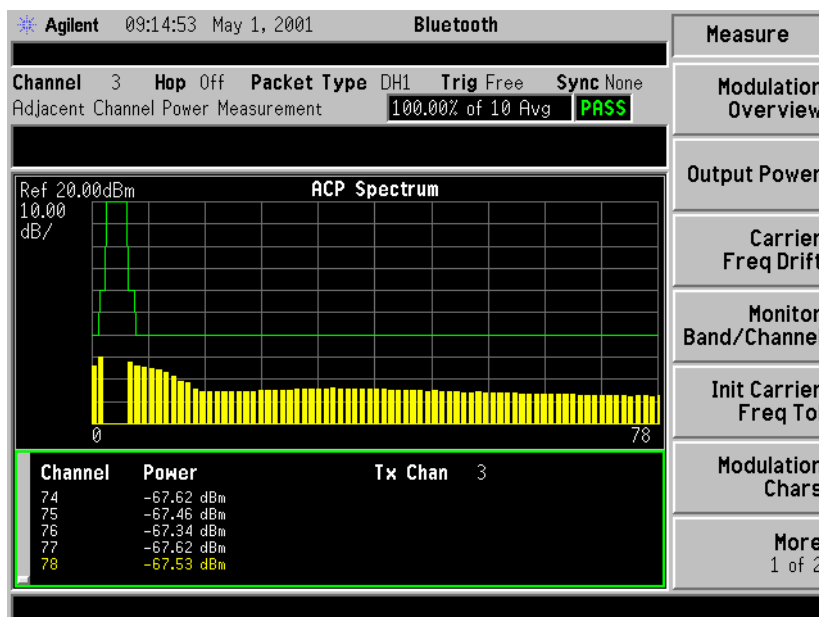 Agilent 09:14:53 May 1, 2001 Bluetooth
Channel 3 Hop Off Packet Type DH1 Trig Free Sync None
Adjacent Channel Power Measurement 100.00% of 10 Avg PASS
Ref 20.00dBm ACP Spectrum
10.00
dB/
0 78
Channel Power Tx Chan 3
74 -67.62 dBm
75 -67.46 dBm
76 -67.34 dBm
77 -67.62 dBm
78 -67.53 dBm
Measure
Modulation
Overview
Output Power
Carrier
Freq Drift
Monitor
Band/Channel
Init Carrier
Freq To
Modulation
Chars
More
1 of 2